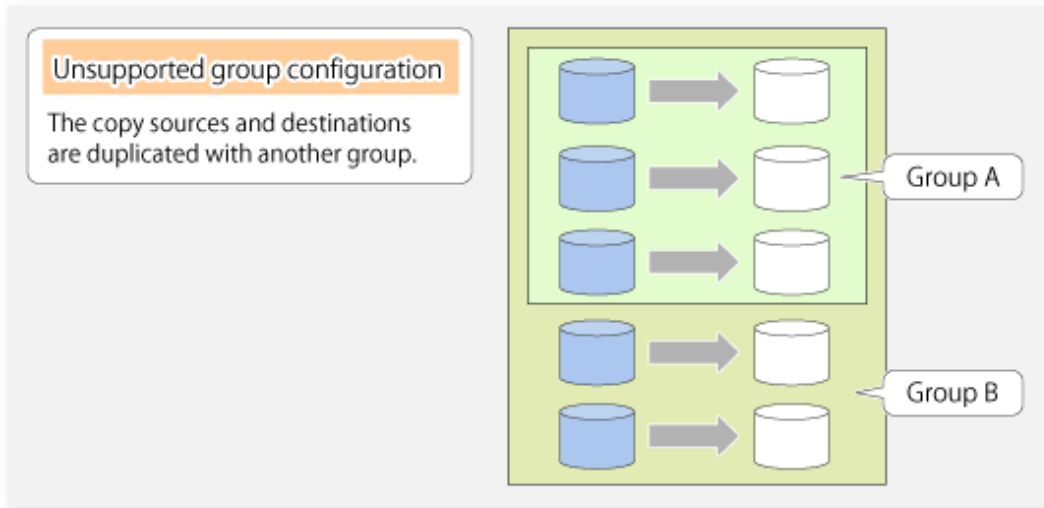 Unsupported group configuration
The copy sources and destinations
are duplicated with another group.
Group A
Group B